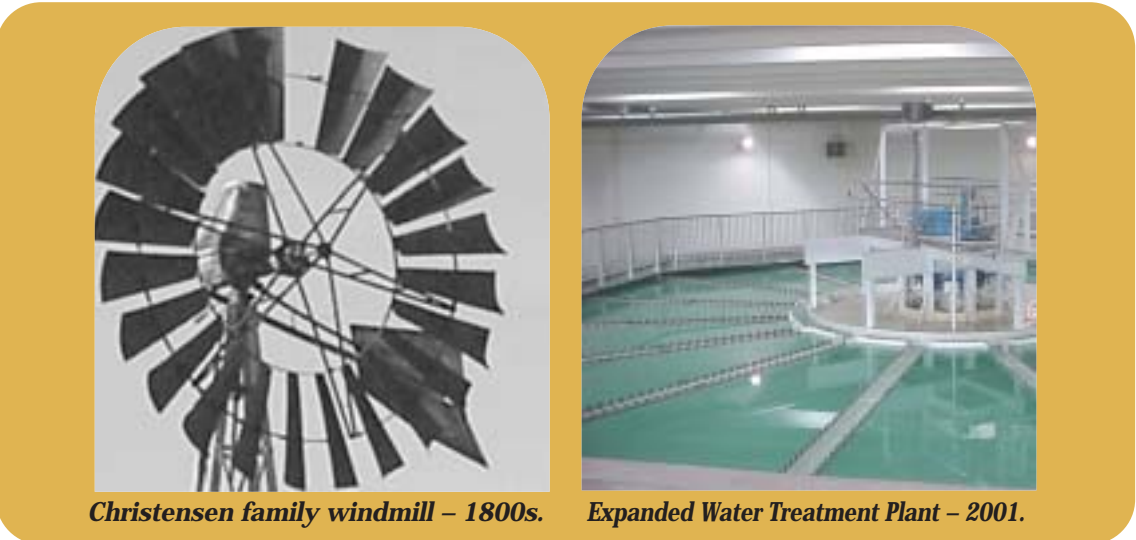 Christensen family windmill – 1800s.
Expanded Water Treatment Plant – 2001.